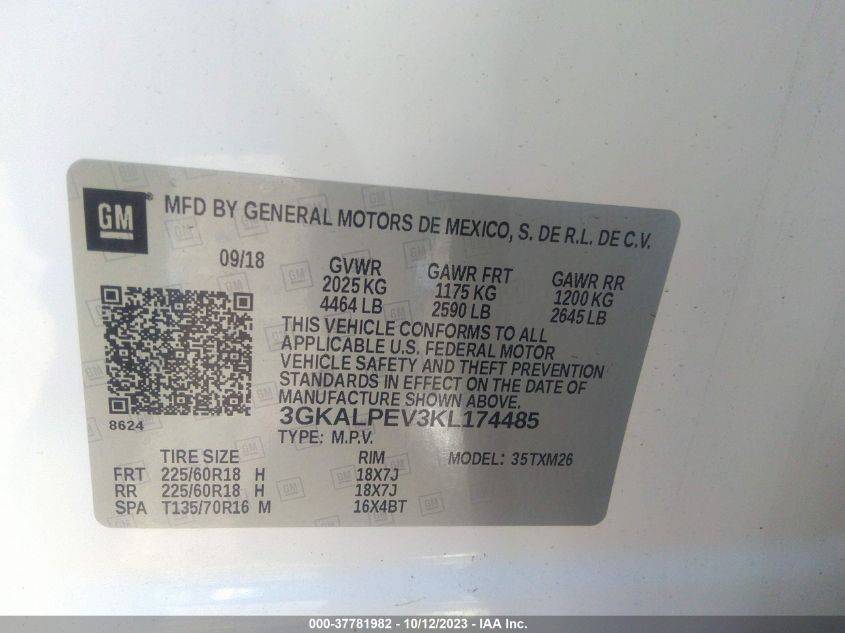 GM ® MFD BY GENERAL MOTORS DE MEXICO, S. DE R.L. DE C.V.
09/18 GVWR GAWR FRT GAWR RR
2025 KG 1175 KG 1200 KG
4464 LB 2590 LB 2645 LB
THIS VEHICLE CONFORMS TO ALL
APPLICABLE U.S. FEDERAL MOTOR
VEHICLE SAFETY AND THEFT PREVENTION
STANDARDS IN EFFECT ON THE DATE OF
MANUFACTURE SHOWN ABOVE.
8624 3GKALPEV3KL174485
TYPE: M.P.V.
TIRE SIZE RIM MODEL: 35TXM26
FRT 225/60R18 H 18X7J
RR 225/60R18 H 18X7J
SPA T135/70R16 M 16X4BT
000-37781982 - 10/12/2023 - IAA Inc.